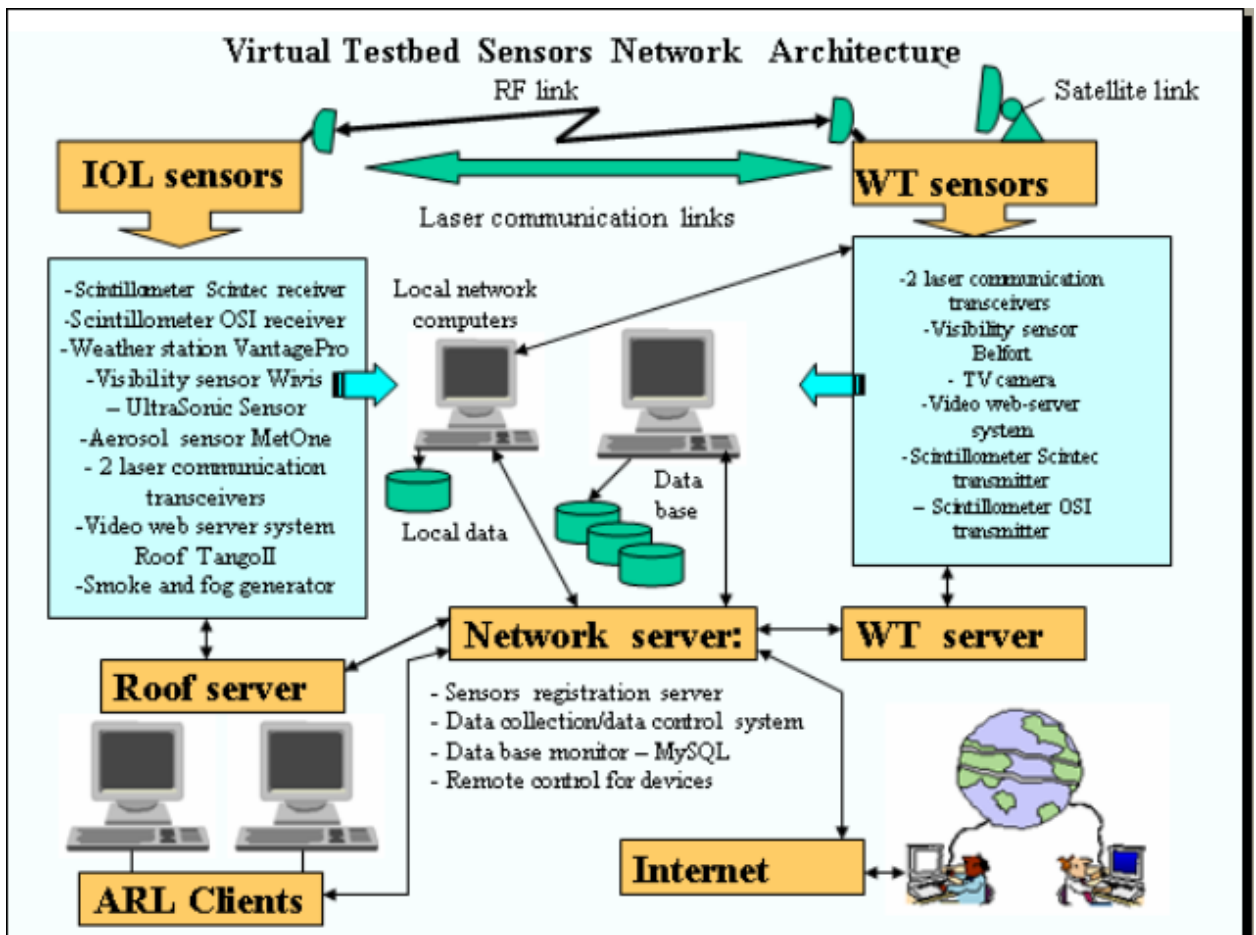 Virtual Testbed Sensors Network Architecture
RF link
Satellite link
IOL sensors
WT sensors
Laser communication links
-Scintillometer Scintec receiver
-Scintillometer OSI receiver
-Weather station VantagePro
-Visibility sensor Wivis
– UltraSonic Sensor
-Aerosol sensor MetOne
- 2 laser communication
transceivers
-Video web server system
Roof TangoII
-Smoke and fog generator
Local network
computers
Local data
Data
base
-2 laser communication
transceivers
-Visibility sensor
Belfort
- TV camera
-Video web-server
system
-Scintillometer Scintec
transmitter
– Scintillometer OSI
transmitter
Roof server
Network server:
WT server
- Sensors registration server
- Data collection/data control system
- Data base monitor – MySQL
- Remote control for devices
ARL Clients
Internet